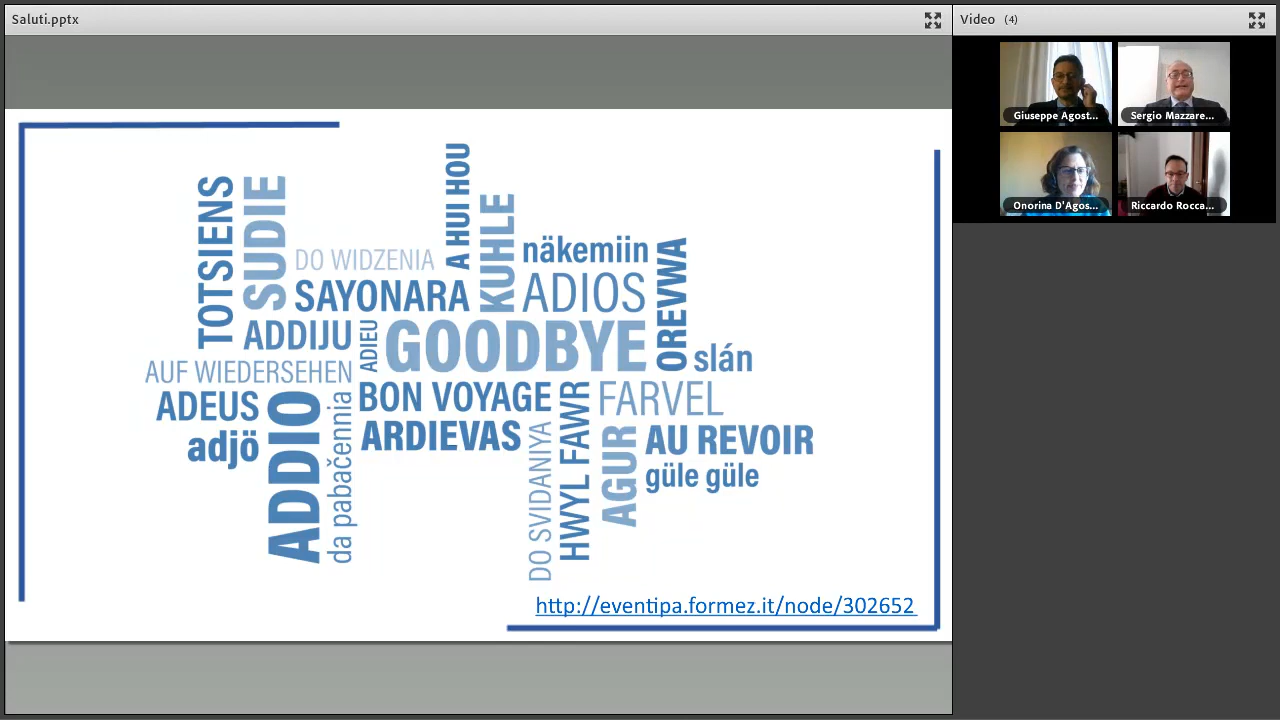 Saluti.pptx
Video (4)
Giuseppe Agost...
Sergio Mazzare...
Onorina D'Agos...
Riccardo Rocca...
TOTSIENS
SUDIE
DO WIDZENIA
A HUI HOU
KUHLE
näkemiin
SAYONARA
ADIOS
OREVWA
ADDIJU
ADIEU
GOODBYE
slán
AUF WIEDERSEHEN
ADEUS
BON VOYAGE
FARVEL
adjö
ADDIO
da pabačennia
ARDIEVAS
DO SVIDANIYA
HWYL FAWR
AGUR
AU REVOIR
güle güle
http://eventipa.formez.it/node/302652